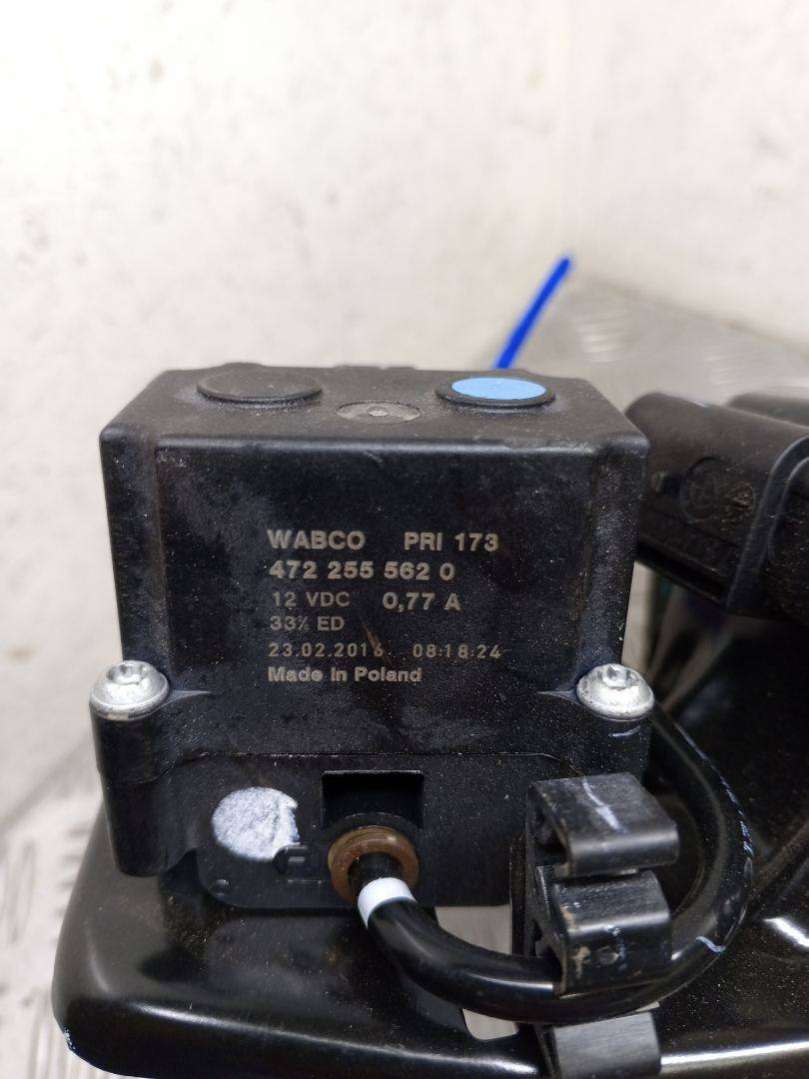 WABCO PRI 173
472 255 562 0
12 VDC 0,77 A
33% ED
23.02.2016 08:18:24
Made in Poland